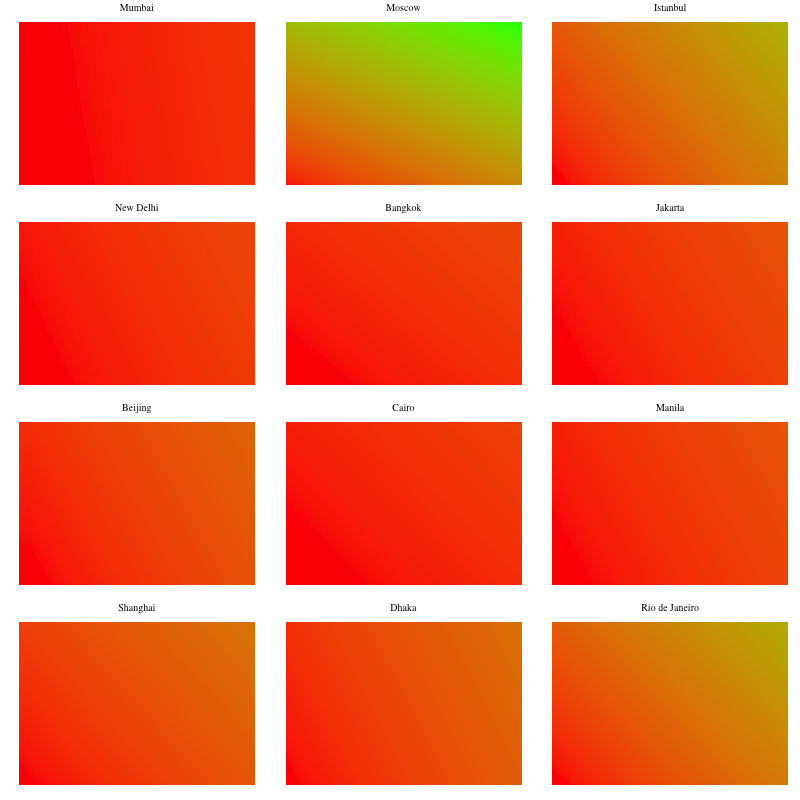 Mumbai
Moscow
Istanbul
New Delhi
Bangkok
Jakarta
Beijing
Cairo
Manila
Shanghai
Dhaka
Rio de Janeiro